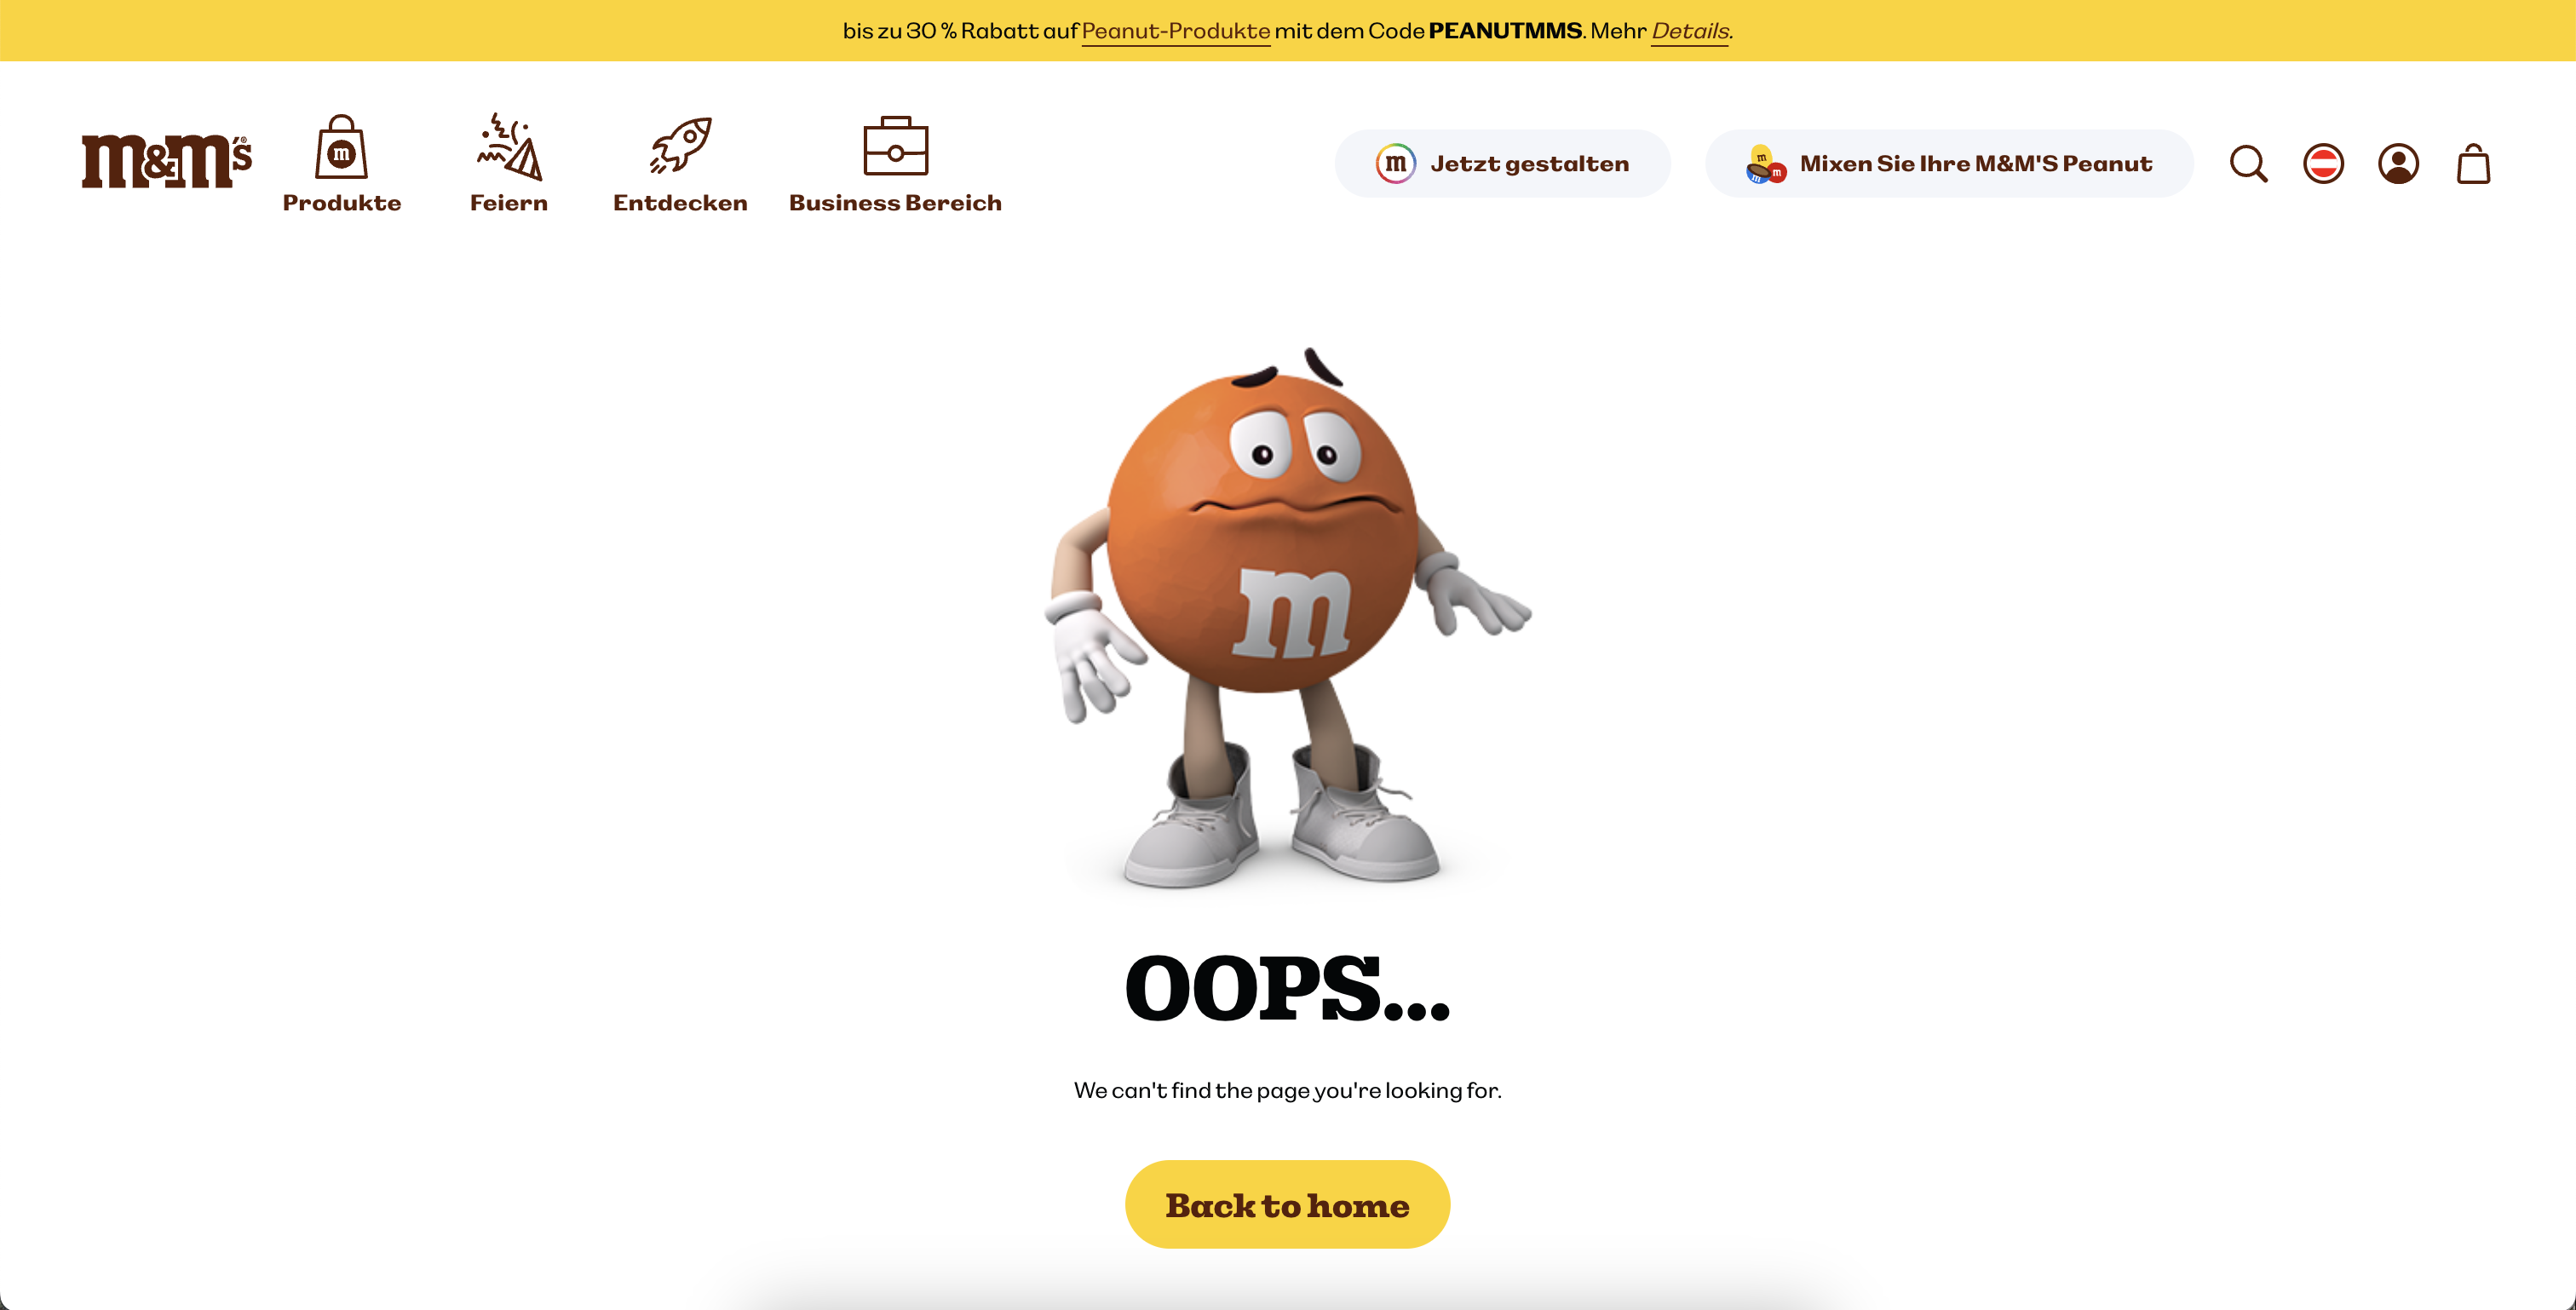 bis zu 30 % Rabatt auf Peanut-Produkte mit dem Code PEANUTMMS. Mehr Details.
m&m's®
m
Produkte
Feiern
Entdecken
Business Bereich
m Jetzt gestalten
m m m Mixen Sie Ihre M&M'S Peanut
m
OOPS...
We can't find the page you're looking for.
Back to home